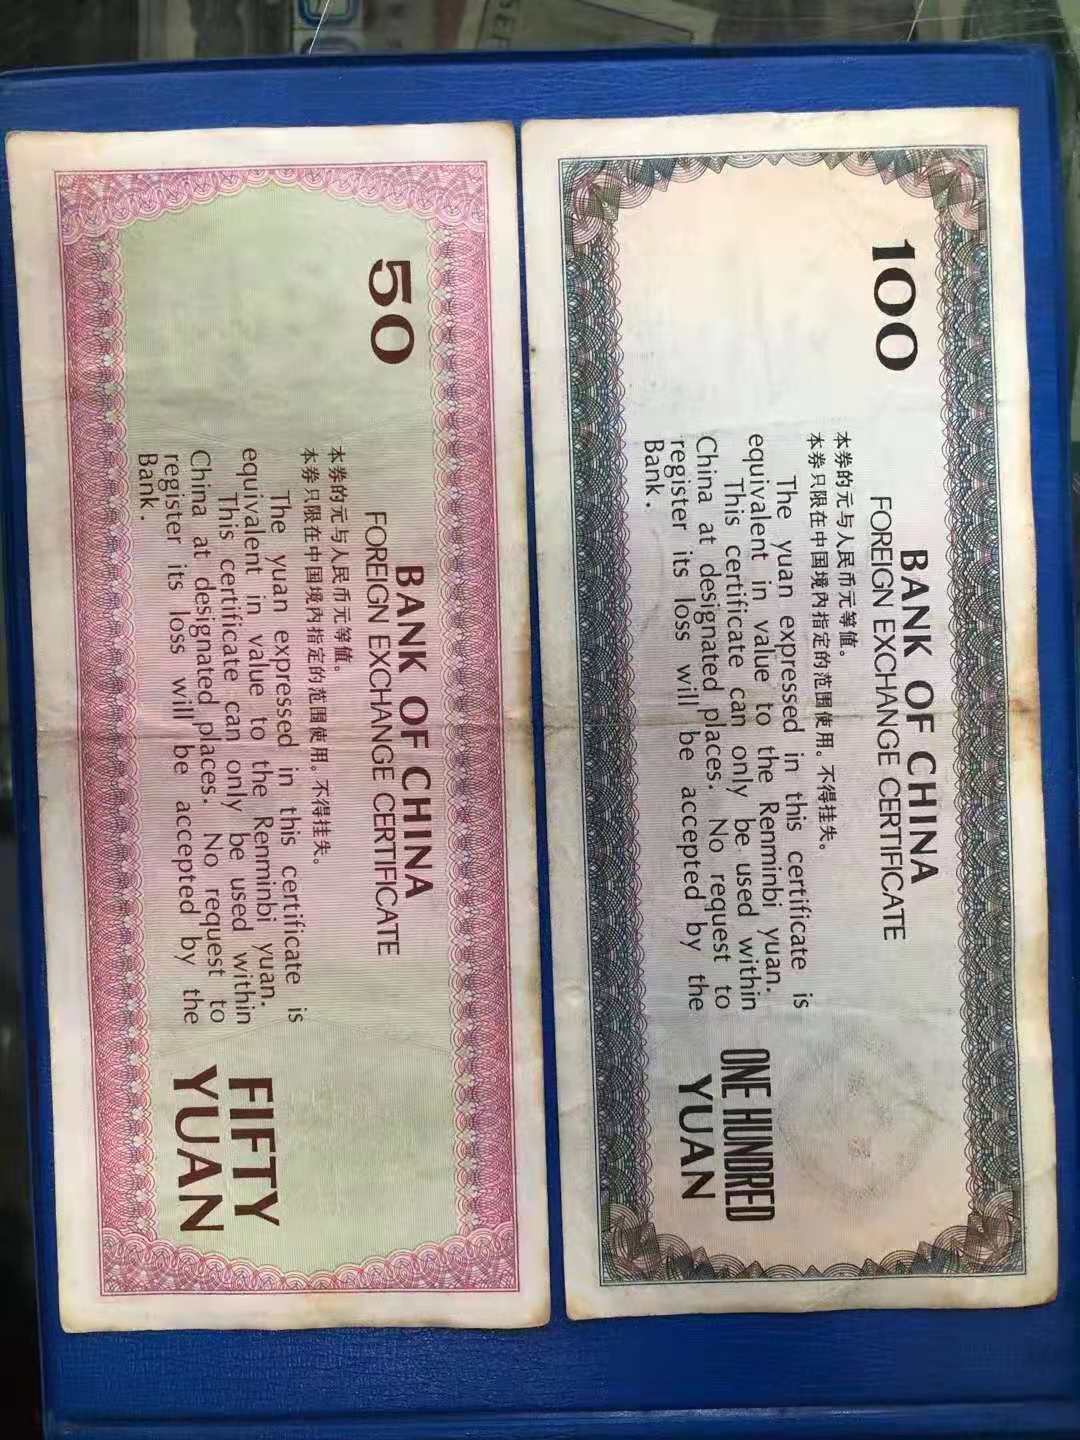 50
BANK OF CHINA
FOREIGN EXCHANGE CERTIFICATE
本券的元与人民币元等值。
本券只限在中国境内指定的范围使用。不得挂失。
The yuan expressed in this certificate is
equivalent in value to the Renminbi yuan.
This certificate can only be used within
China at designated places. No request to
register its loss will be accepted by the
Bank.
FIFTY
YUAN
100
BANK OF CHINA
FOREIGN EXCHANGE CERTIFICATE
本券的元与人民币元等值。
本券只限在中国境内指定的范围使用。不得挂失。
The yuan expressed in this certificate is
equivalent in value to the Renminbi yuan.
This certificate can only be used within
China at designated places. No request to
register its loss will be accepted by the
Bank.
ONE HUNDRED
YUAN